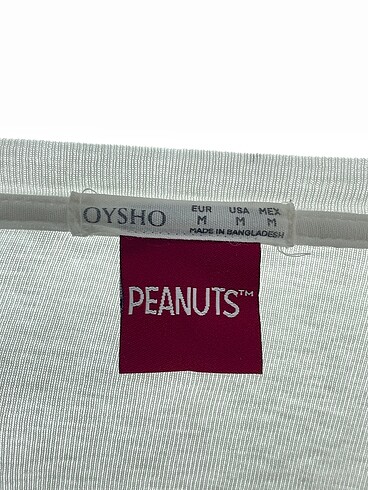 OYSHO
EUR USA MEX
M M M
MADE IN BANGLADESH
PEANUTS™